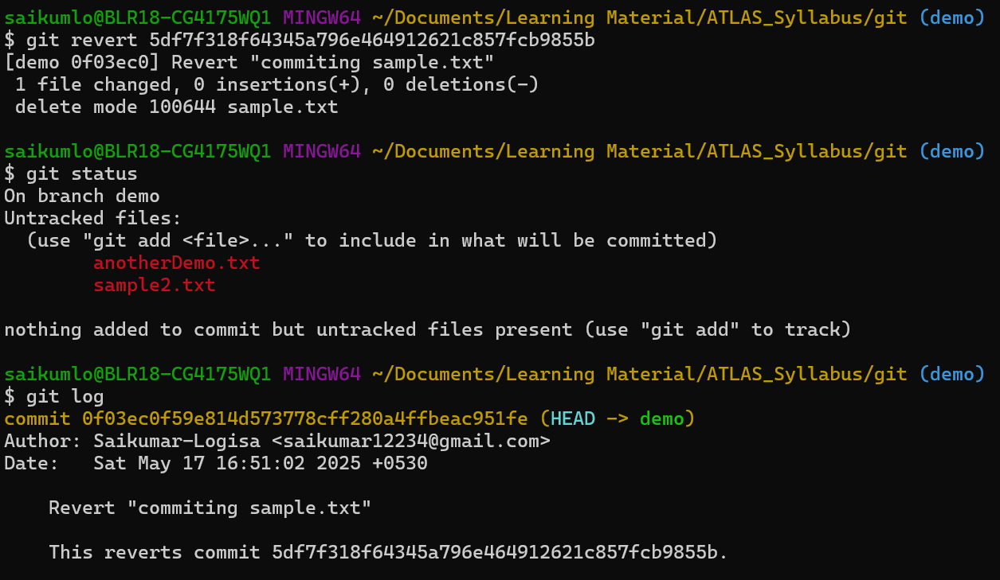 saikumlo@BLR18-CG4175WQ1 MINGW64 ~/Documents/Learning Material/ATLAS_Syllabus/git (demo)
$ git revert 5df7f318f64345a796e464912621c857fcb9855b
[demo 0f03ec0] Revert "commiting sample.txt"
 1 file changed, 0 insertions(+), 0 deletions(-)
 delete mode 100644 sample.txt

saikumlo@BLR18-CG4175WQ1 MINGW64 ~/Documents/Learning Material/ATLAS_Syllabus/git (demo)
$ git status
On branch demo
Untracked files:
  (use "git add <file>..." to include in what will be committed)
        anotherDemo.txt
        sample2.txt

nothing added to commit but untracked files present (use "git add" to track)

saikumlo@BLR18-CG4175WQ1 MINGW64 ~/Documents/Learning Material/ATLAS_Syllabus/git (demo)
$ git log
commit 0f03ec0f59e814d573778cff280a4ffbeac951fe (HEAD -> demo)
Author: Saikumar-Logisa <saikumar12234@gmail.com>
Date:   Sat May 17 16:51:02 2025 +0530

    Revert "commiting sample.txt"

    This reverts commit 5df7f318f64345a796e464912621c857fcb9855b.